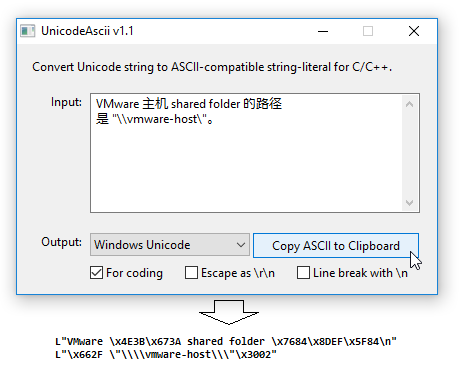 UnicodeAscii v1.1
Convert Unicode string to ASCII-compatible string-literal for C/C++.
Input:
VMware 主机 shared folder 的路径
是 "\\vmware-host\"。
Output:
Windows Unicode
Copy ASCII to Clipboard
For coding
Escape as \r\n
Line break with \n
L"VMware \x4E3B\x673A shared folder \x7684\x8DEF\x5F84\n"
L"\x662F \"\\\\vmware-host\\\"\x3002"